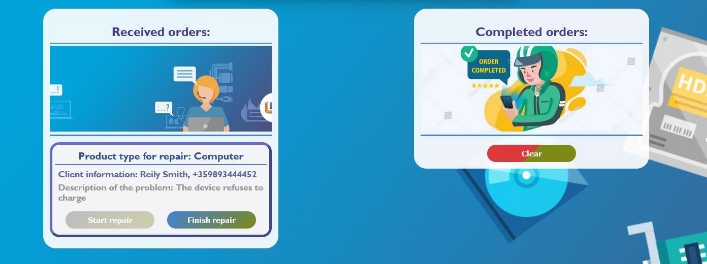 Received orders:
Completed orders:
...!
...?
ORDER
COMPLETED
Product type for repair: Computer
Client information: Reily Smith, +359893444452
Description of the problem: The device refuses to
charge
Start repair
Finish repair
Clear
HD